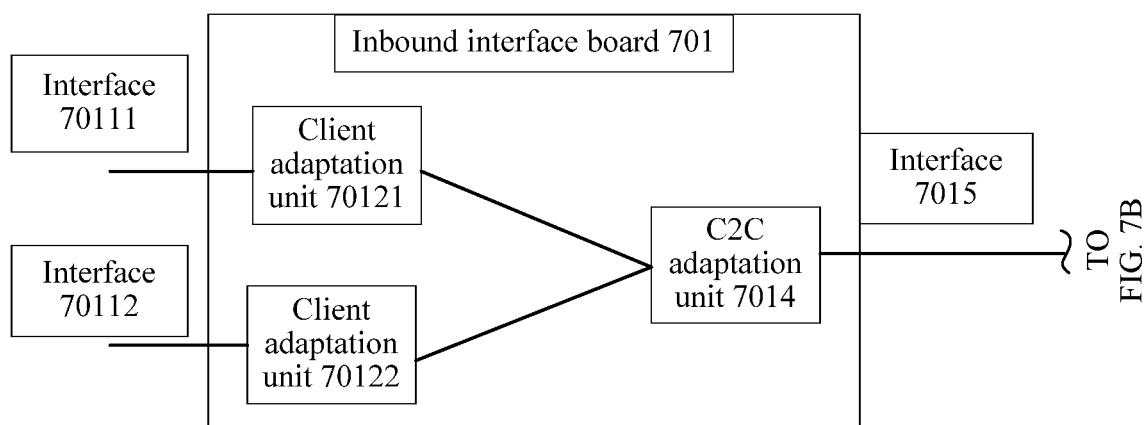 Inbound interface board 701
Interface
70111
Client
adaptation
unit 70121
Interface
7015
C2C
adaptation
unit 7014
Interface
70112
Client
adaptation
unit 70122
TO
FIG. 7B